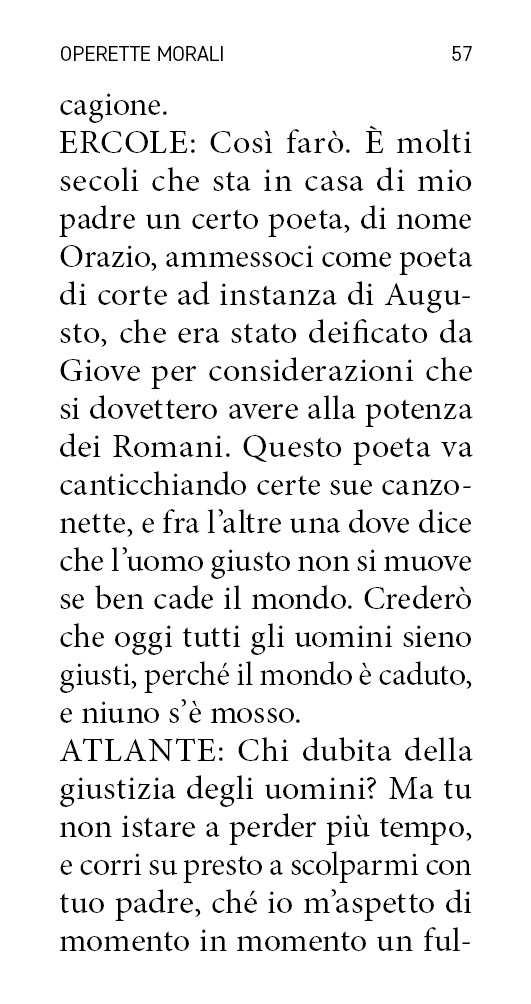 OPERETTE MORALI 57
cagione.
ERCOLE: Così farò. È molti
secoli che sta in casa di mio
padre un certo poeta, di nome
Orazio, ammessoci come poeta
di corte ad instanza di Augu-
sto, che era stato deificato da
Giove per considerazioni che
si dovettero avere alla potenza
dei Romani. Questo poeta va
canticchiando certe sue canzo-
nette, e fra l’altre una dove dice
che l’uomo giusto non si muove
se ben cade il mondo. Crederò
che oggi tutti gli uomini sieno
giusti, perché il mondo è caduto,
e niuno s’è mosso.
ATLANTE: Chi dubita della
giustizia degli uomini? Ma tu
non istare a perder più tempo,
e corri su presto a scolparmi con
tuo padre, ché io m’aspetto di
momento in momento un ful-